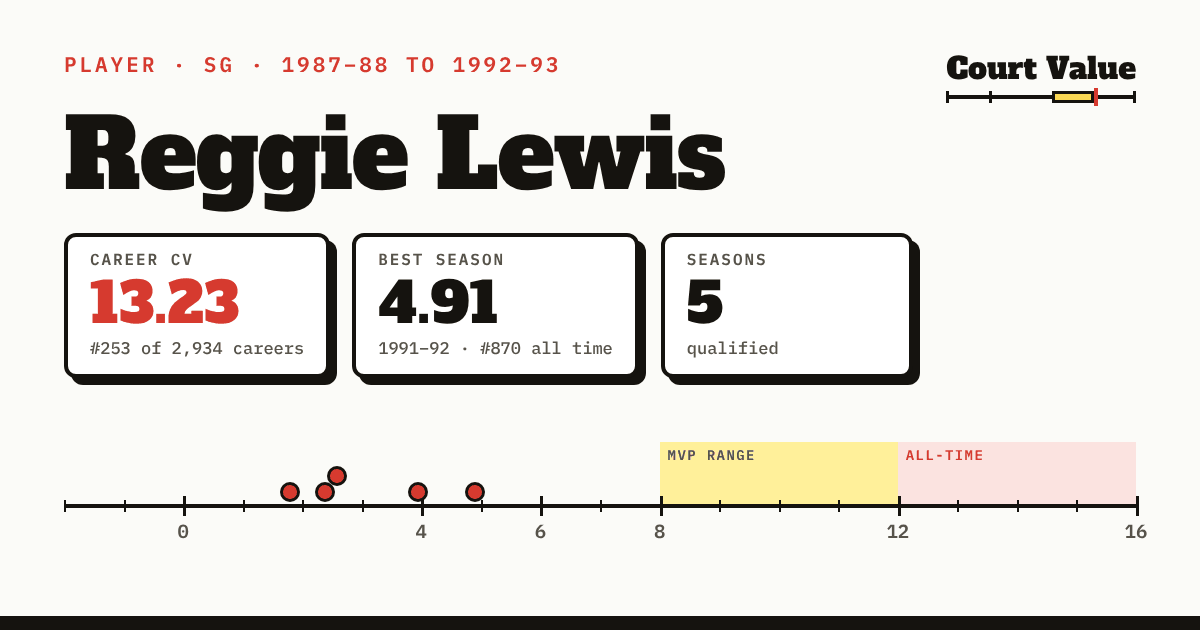 PLAYER · SG · 1987–88 TO 1992–93
Court Value
Reggie Lewis
CAREER CV
13.23
#253 of 2,934 careers
BEST SEASON
4.91
1991–92 · #870 all time
SEASONS
5
qualified
MVP RANGE
ALL-TIME
0 4 6 8 12 16